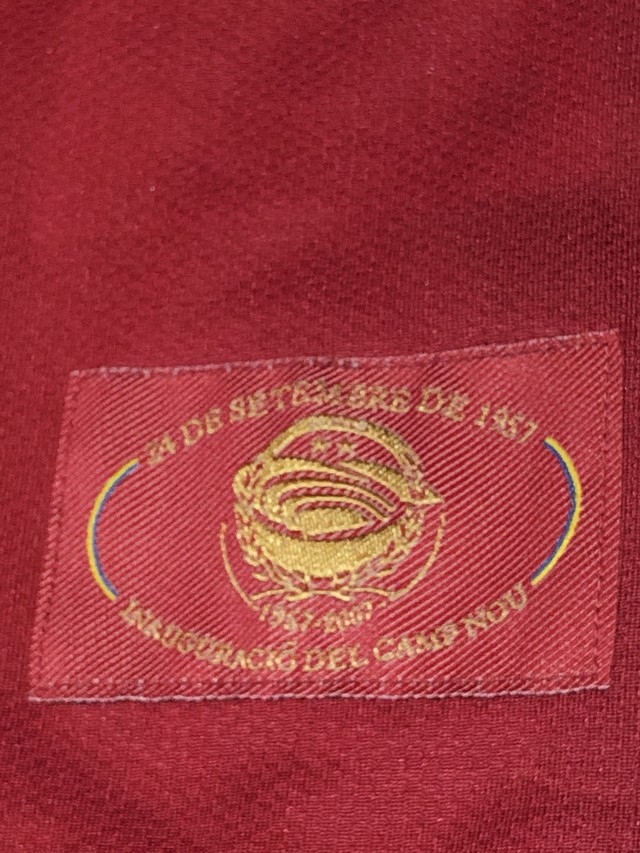 24 DE SETEMBRE DE 1957
1957·2007
INAUGURACIÓ DEL CAMP NOU